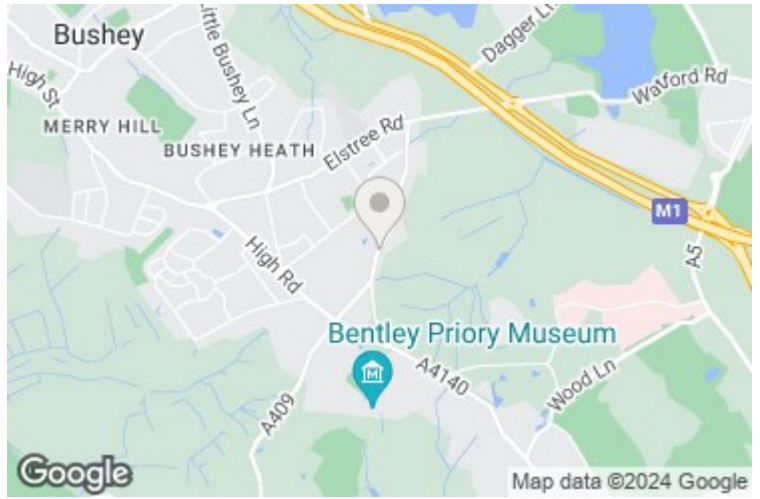 Bushey
Little Bushey Ln
Dagger Ln
High St
Watford Rd
MERRY HILL
Elstree Rd
BUSHEY HEATH
M1
High Rd
A5
Bentley Priory Museum
A4140
Wood Ln
A409
Google
Map data ©2024 Google